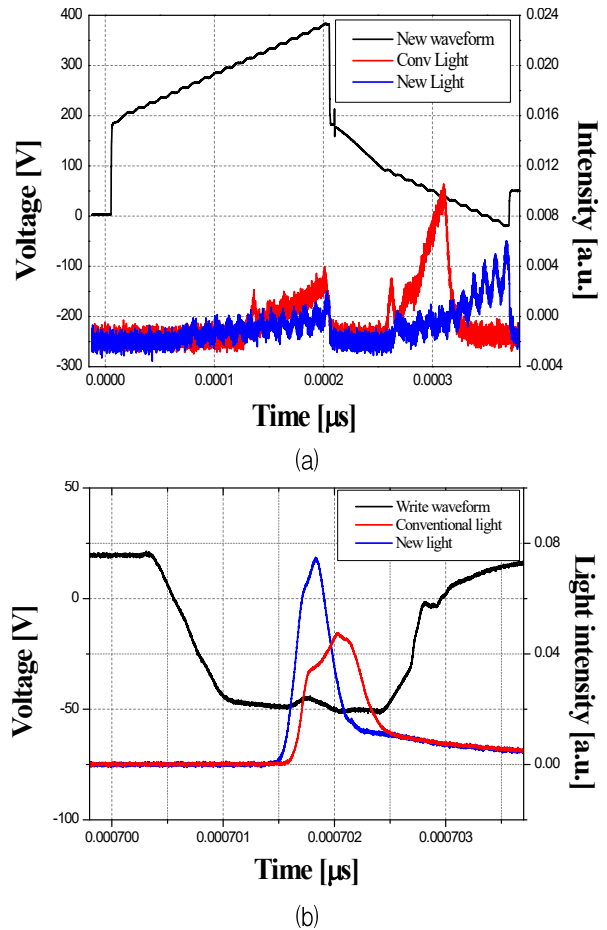 400
300
200
100
0
-100
-200
-300
Voltage [V]
New waveform
Conv Light
New Light
0.024
0.020
0.016
0.012
0.008
0.004
0.000
-0.004
Intensity [a.u.]
0.0000 0.0001 0.0002 0.0003
Time [μs]
(a)
50
0
-50
-100
Voltage [V]
Write waveform
Conventional light
New light
0.08
0.04
0.00
Light intensity
[a.u.]
0.000700 0.000701 0.000702 0.000703
Time [μs]
(b)